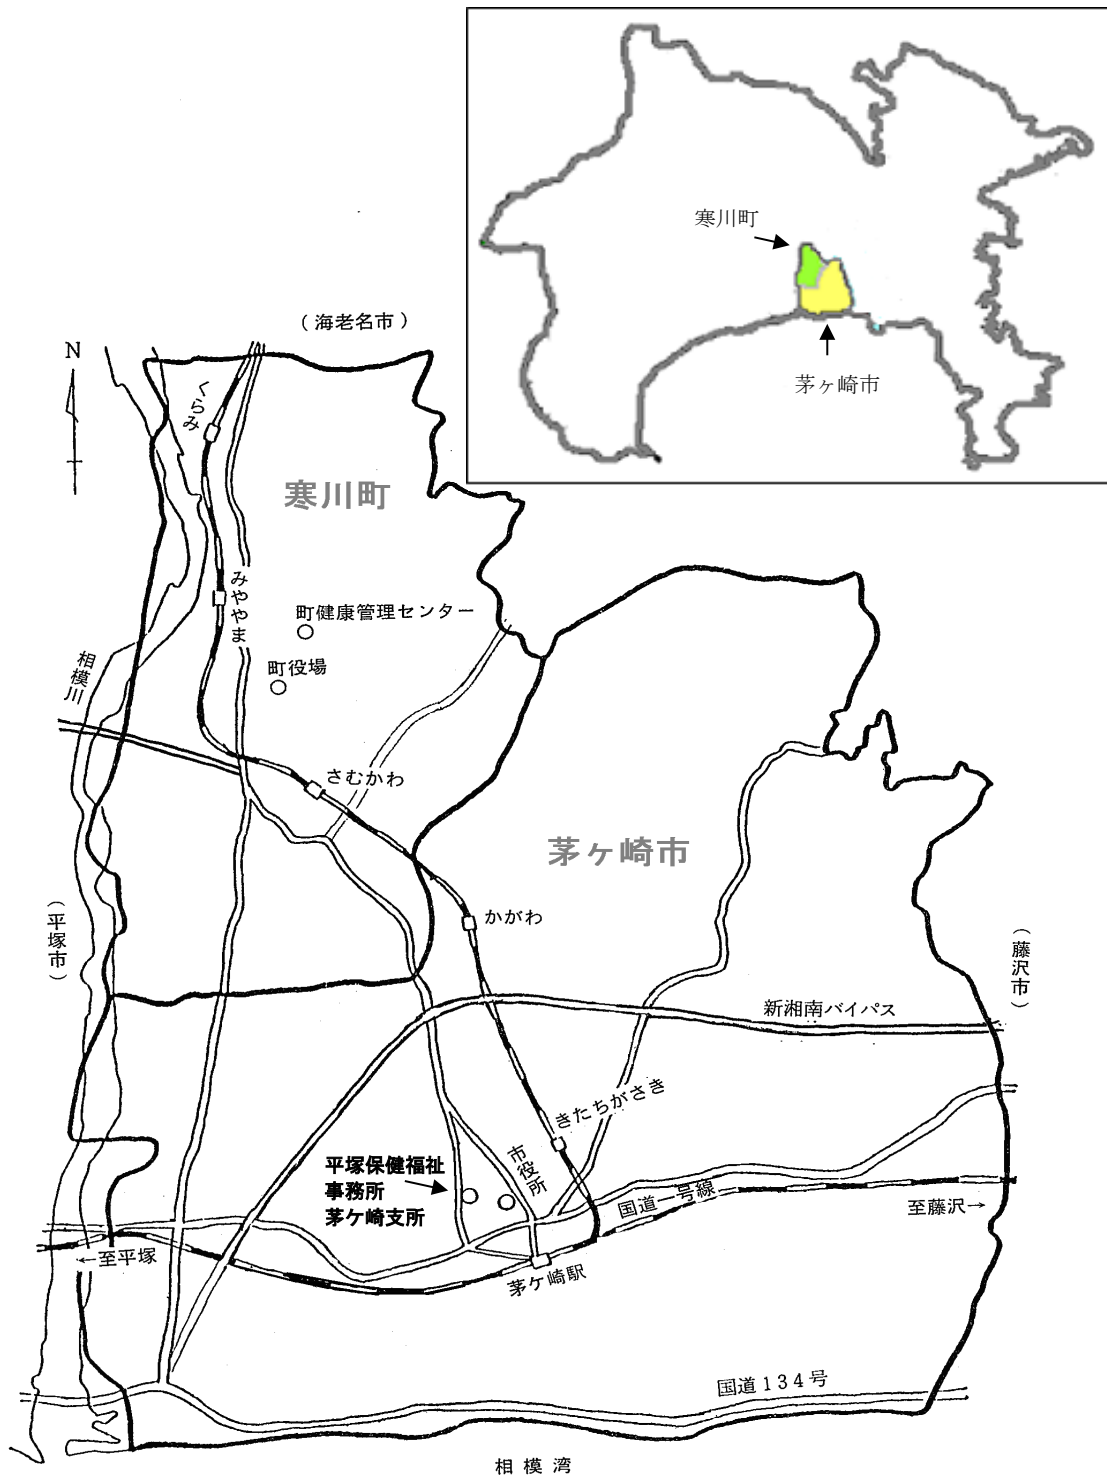 寒川町
茅ヶ崎市
（海老名市）
N
くらみ
寒川町
みややま
町健康管理センター
町役場
相模川
さむかわ
茅ヶ崎市
かがわ
（平塚市）
（藤沢市）
新湘南バイパス
きたちがさき
市役所
平塚保健福祉
事務所
茅ケ崎支所
国道一号線
至藤沢→
←至平塚
茅ケ崎駅
国道134号
相模湾